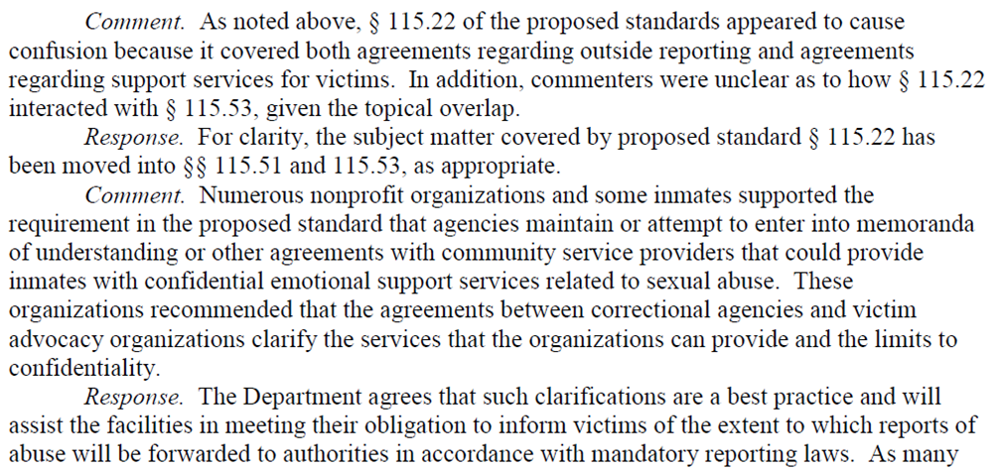 Comment. As noted above, § 115.22 of the proposed standards appeared to cause
confusion because it covered both agreements regarding outside reporting and agreements
regarding support services for victims. In addition, commenters were unclear as to how § 115.22
interacted with § 115.53, given the topical overlap.
Response. For clarity, the subject matter covered by proposed standard § 115.22 has
been moved into §§ 115.51 and 115.53, as appropriate.
Comment. Numerous nonprofit organizations and some inmates supported the
requirement in the proposed standard that agencies maintain or attempt to enter into memoranda
of understanding or other agreements with community service providers that could provide
inmates with confidential emotional support services related to sexual abuse. These
organizations recommended that the agreements between correctional agencies and victim
advocacy organizations clarify the services that the organizations can provide and the limits to
confidentiality.
Response. The Department agrees that such clarifications are a best practice and will
assist the facilities in meeting their obligation to inform victims of the extent to which reports of
abuse will be forwarded to authorities in accordance with mandatory reporting laws. As many